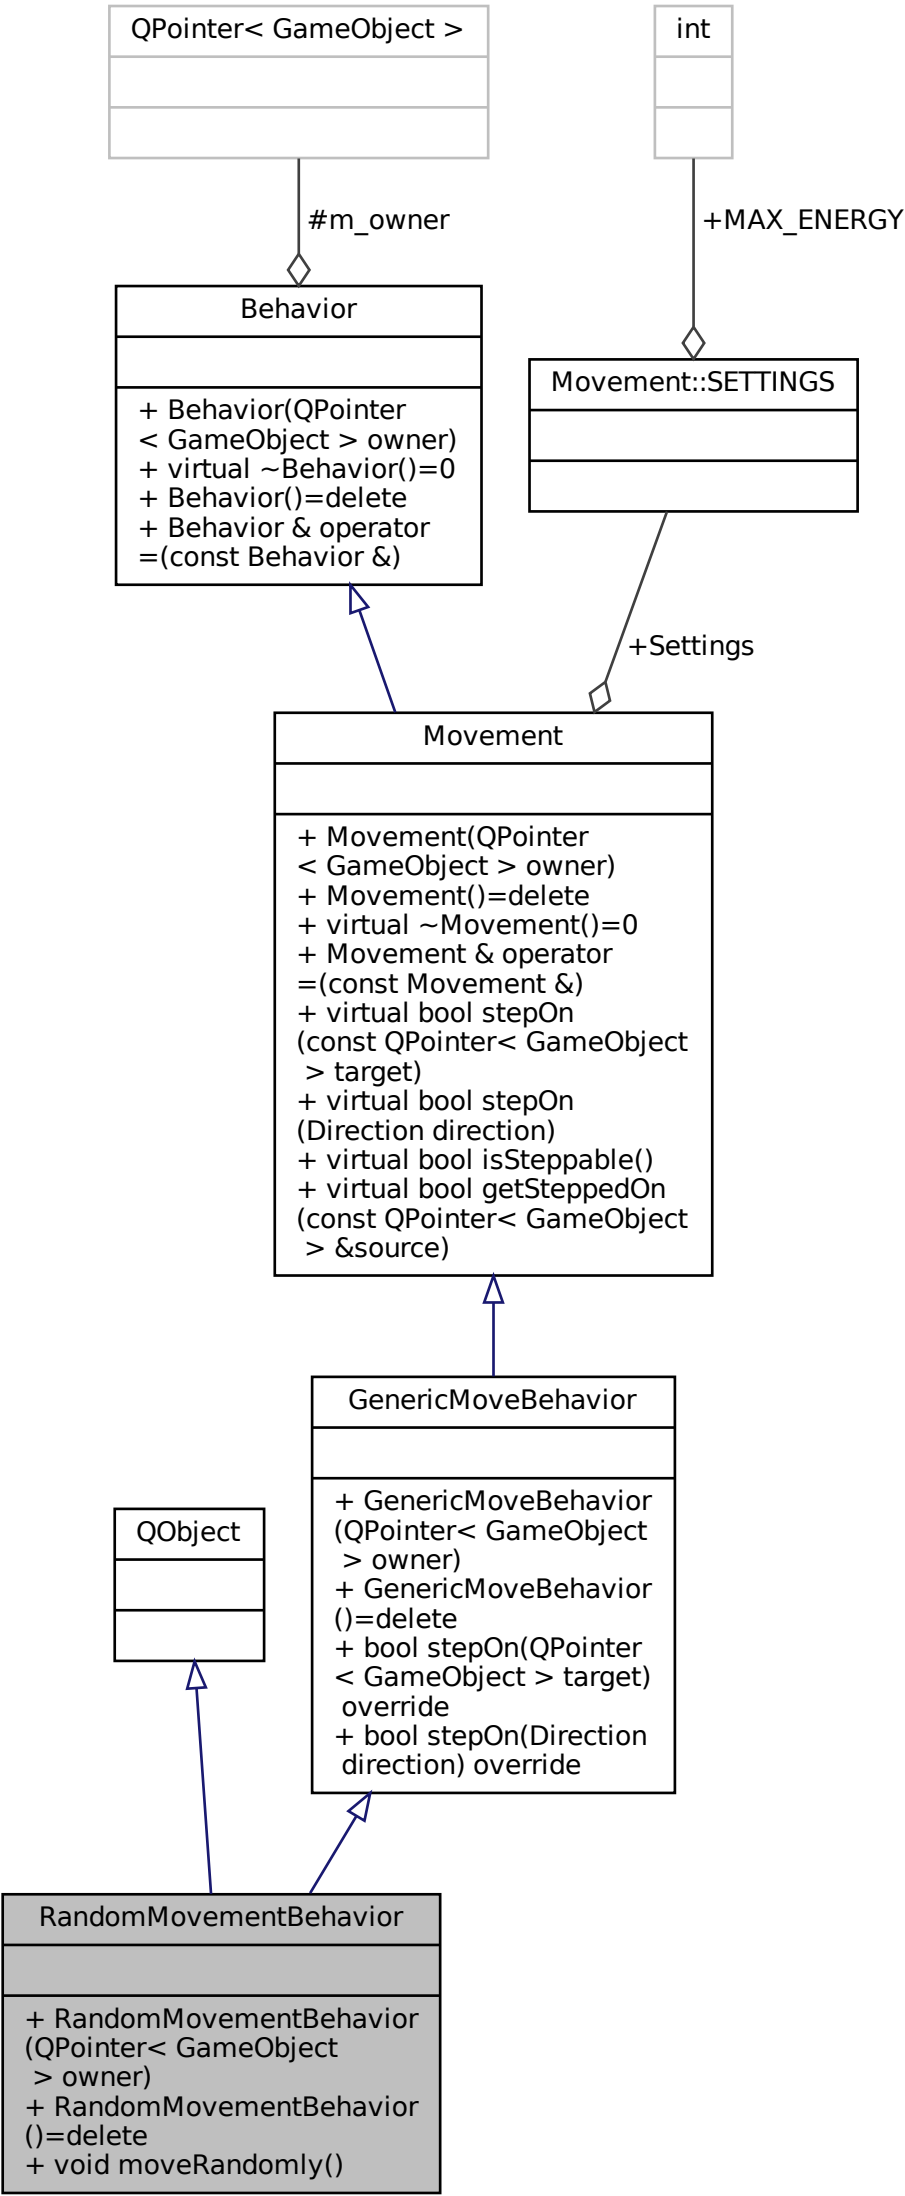 QPointer< GameObject >
int
#m_owner
+MAX_ENERGY
Behavior
+ Behavior(QPointer
< GameObject > owner)
+ virtual ~Behavior()=0
+ Behavior()=delete
+ Behavior & operator
=(const Behavior &)
Movement::SETTINGS
+Settings
Movement
+ Movement(QPointer
< GameObject > owner)
+ Movement()=delete
+ virtual ~Movement()=0
+ Movement & operator
=(const Movement &)
+ virtual bool stepOn
(const QPointer< GameObject
> target)
+ virtual bool stepOn
(Direction direction)
+ virtual bool isSteppable()
+ virtual bool getSteppedOn
(const QPointer< GameObject
> &source)
GenericMoveBehavior
+ GenericMoveBehavior
(QPointer< GameObject
> owner)
+ GenericMoveBehavior
()=delete
+ bool stepOn(QPointer
< GameObject > target)
override
+ bool stepOn(Direction
direction) override
QObject
RandomMovementBehavior
+ RandomMovementBehavior
(QPointer< GameObject
> owner)
+ RandomMovementBehavior
()=delete
+ void moveRandomly()